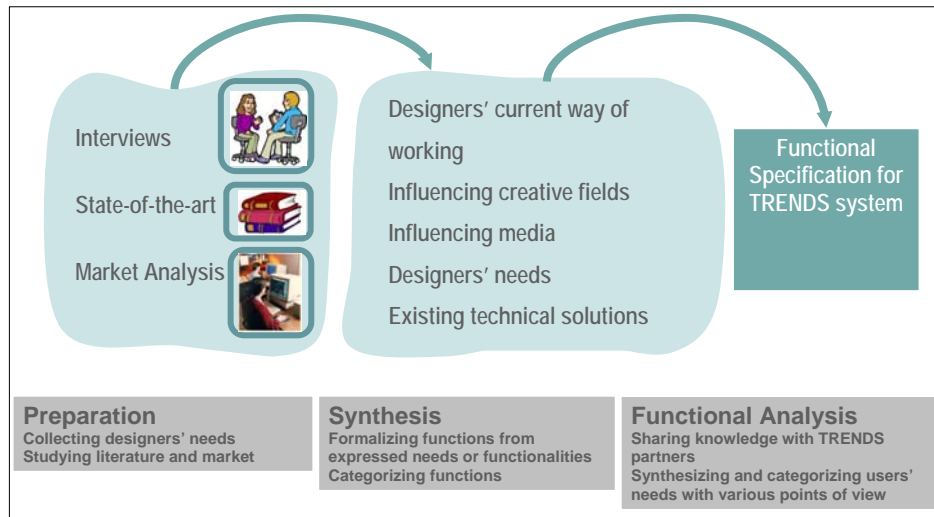 Interviews
State-of-the-art
Market Analysis
Designers’ current way of
working
Influencing creative fields
Influencing media
Designers’ needs
Existing technical solutions
Functional
Specification for
TRENDS system
Preparation
Collecting designers’ needs
Studying literature and market
Synthesis
Formalizing functions from
expressed needs or functionalities
Categorizing functions
Functional Analysis
Sharing knowledge with TRENDS
partners
Synthesizing and categorizing users’
needs with various points of view